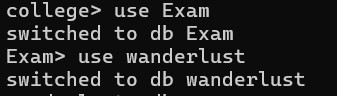 college> use Exam
switched to db Exam
Exam> use wanderlust
switched to db wanderlust